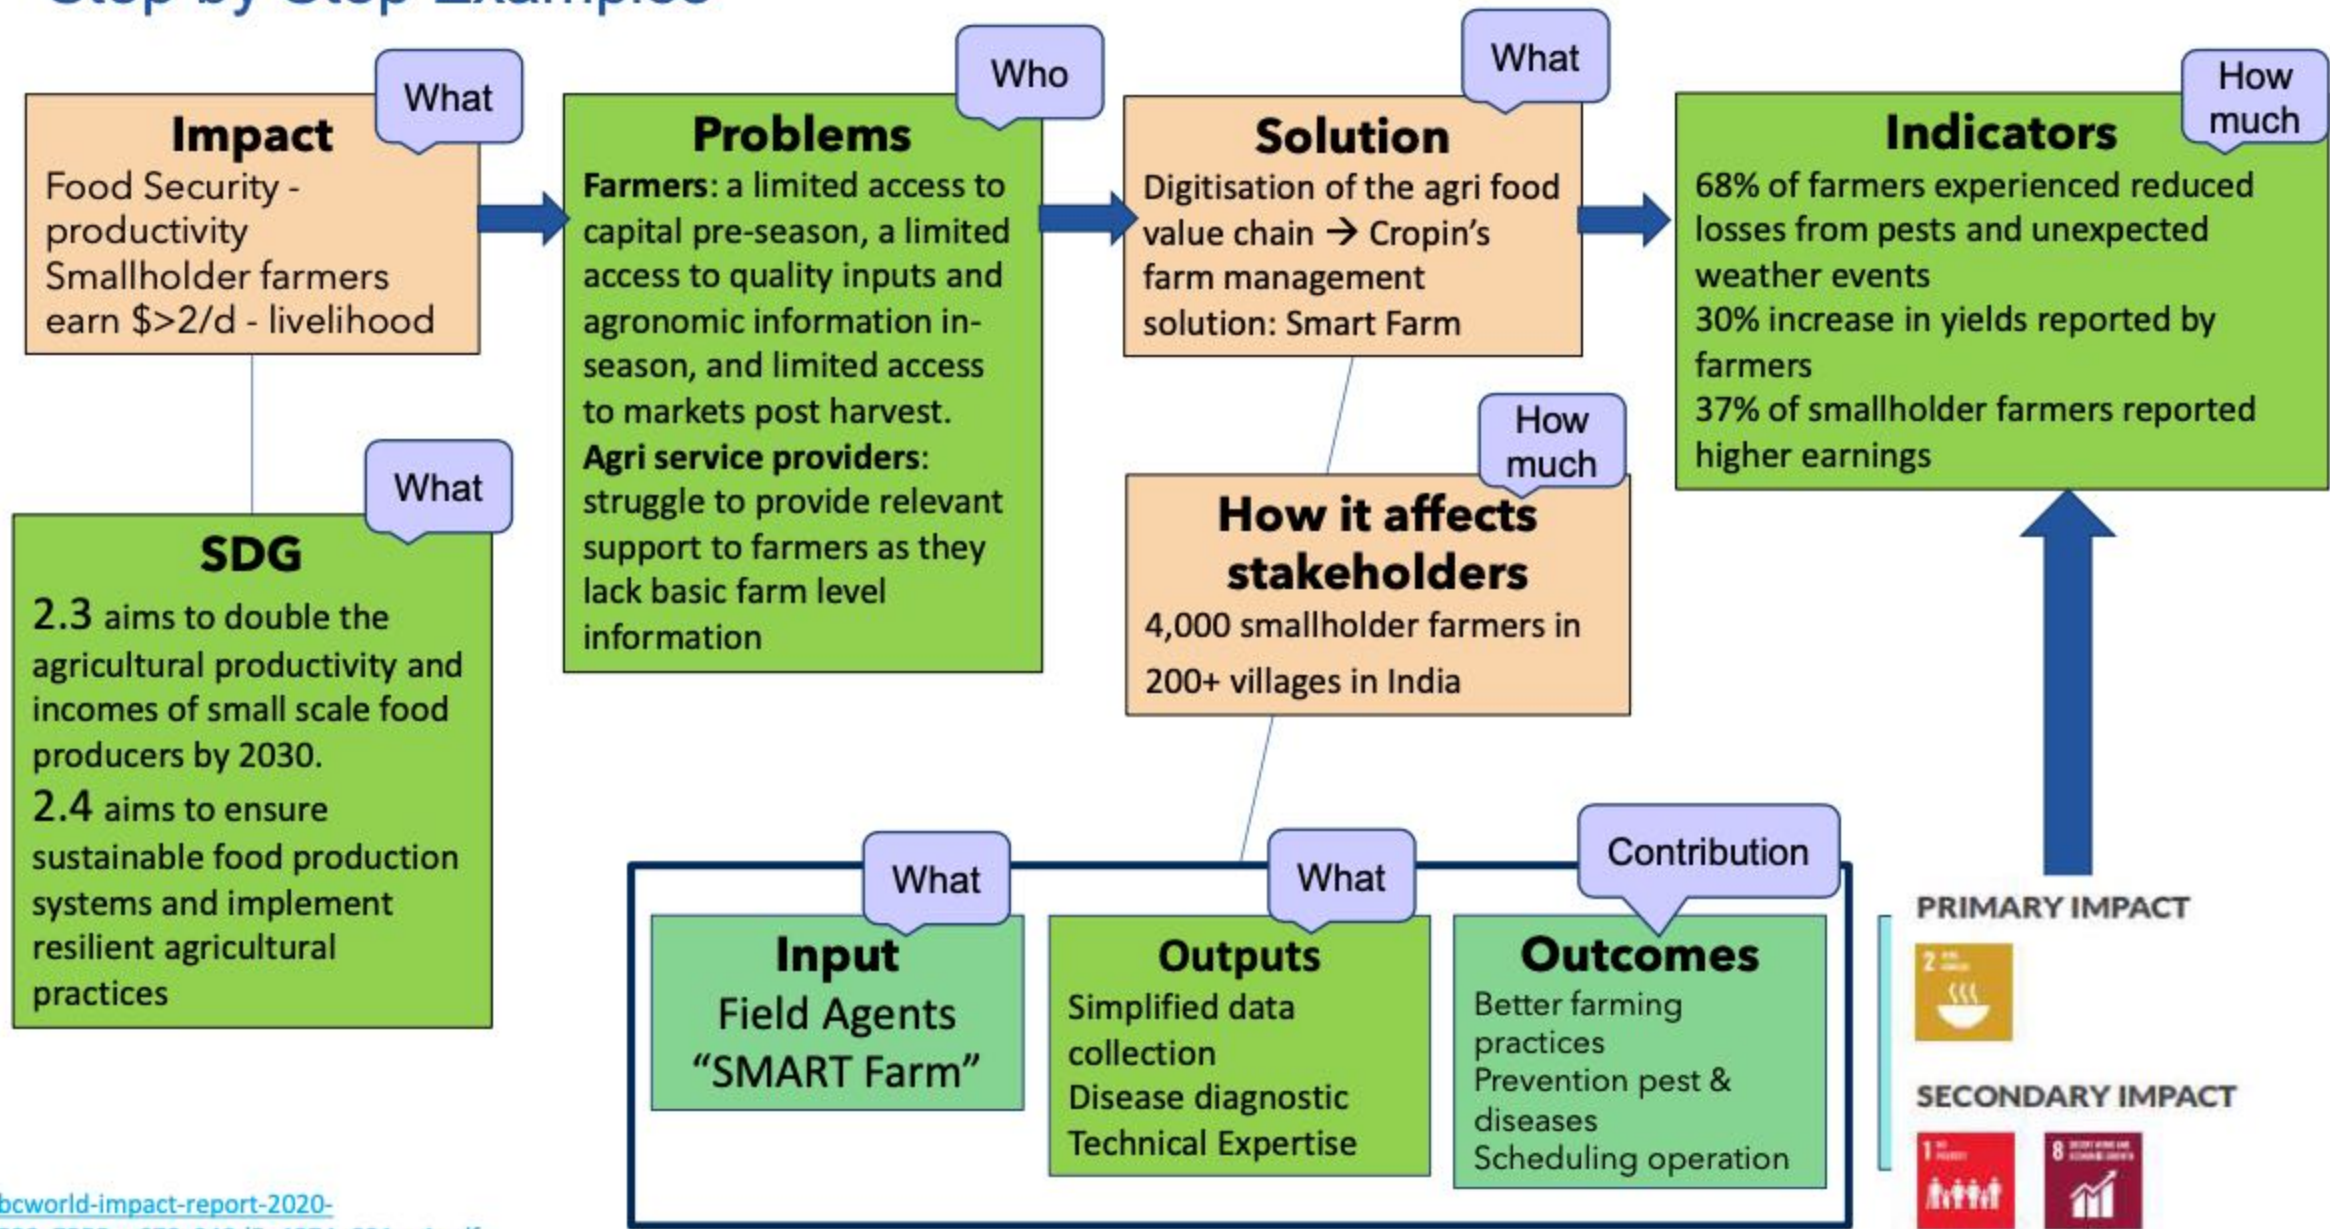 Step by Step Examples
What
Impact
Food Security -
productivity
Smallholder farmers
earn $>2/d - livelihood
What
SDG
2.3 aims to double the
agricultural productivity and
incomes of small scale food
producers by 2030.
2.4 aims to ensure
sustainable food production
systems and implement
resilient agricultural
practices
Who
Problems
Farmers: a limited access to
capital pre-season, a limited
access to quality inputs and
agronomic information in-
season, and limited access
to markets post harvest.
Agri service providers:
struggle to provide relevant
support to farmers as they
lack basic farm level
information
What
Solution
Digitisation of the agri food
value chain → Cropin's
farm management
solution: Smart Farm
How
much
How it affects
stakeholders
4,000 smallholder farmers in
200+ villages in India
How
much
Indicators
68% of farmers experienced reduced
losses from pests and unexpected
weather events
30% increase in yields reported by
farmers
37% of smallholder farmers reported
higher earnings
What
Input
Field Agents
“SMART Farm”
What
Outputs
Simplified data
collection
Disease diagnostic
Technical Expertise
Contribution
Outcomes
Better farming
practices
Prevention pest &
diseases
Scheduling operation
PRIMARY IMPACT
2
SECONDARY IMPACT
1
8
bcworld-impact-report-2020-